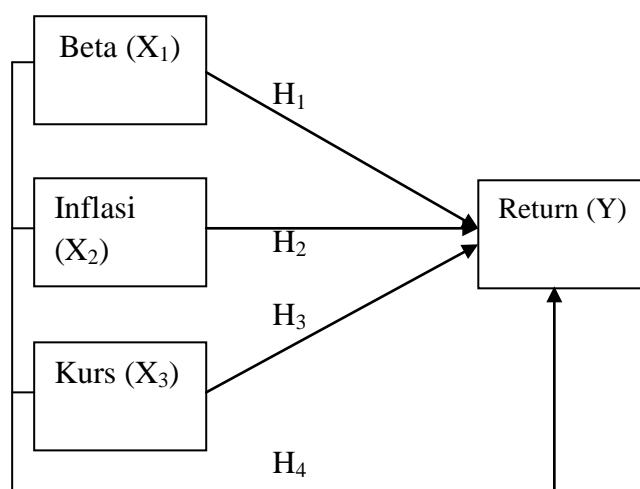 Beta (X₁)
H₁
Inflasi
(X₂)
Return (Y)
H₂
H₃
Kurs (X₃)
H₄